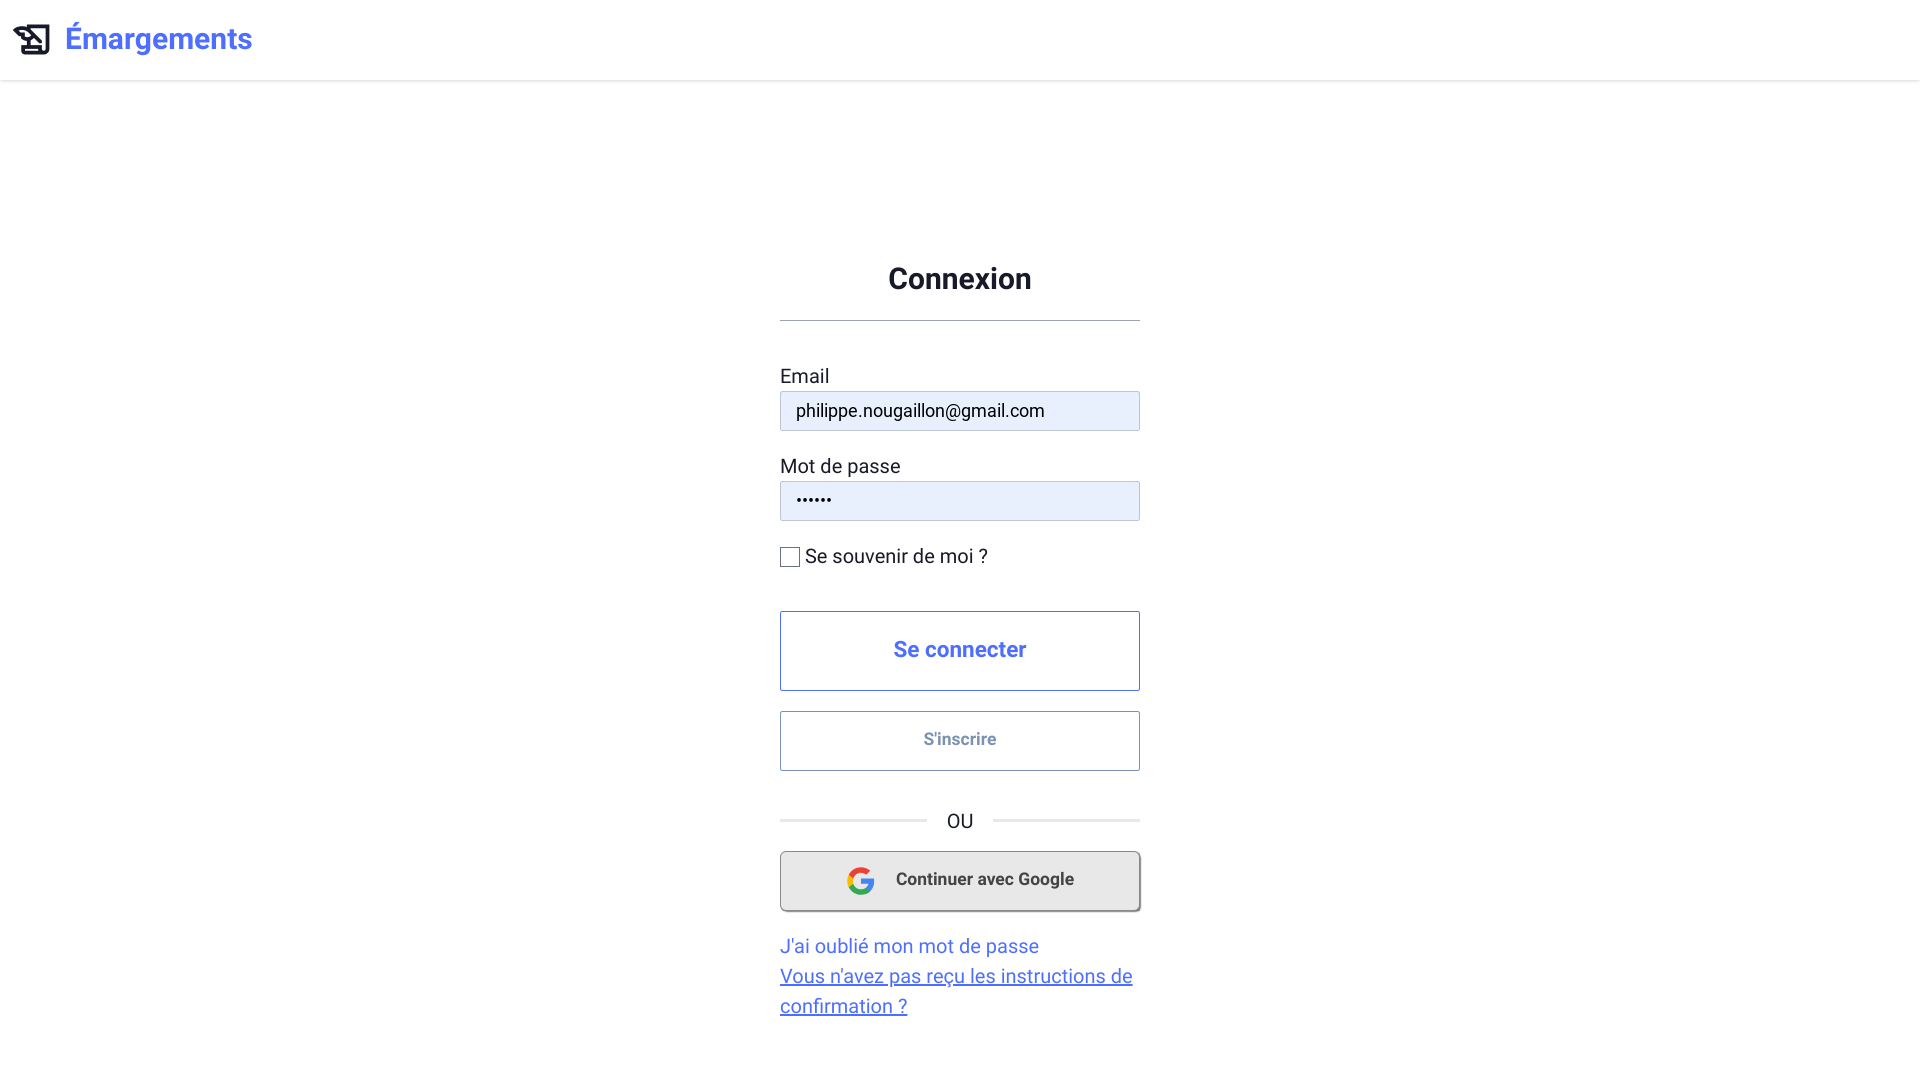 Émargements
Connexion
Email
philippe.nougaillon@gmail.com
Mot de passe
••••••
Se souvenir de moi ?
Se connecter
S'inscrire
OU
Continuer avec Google
J'ai oublié mon mot de passe
Vous n'avez pas reçu les instructions de
confirmation ?